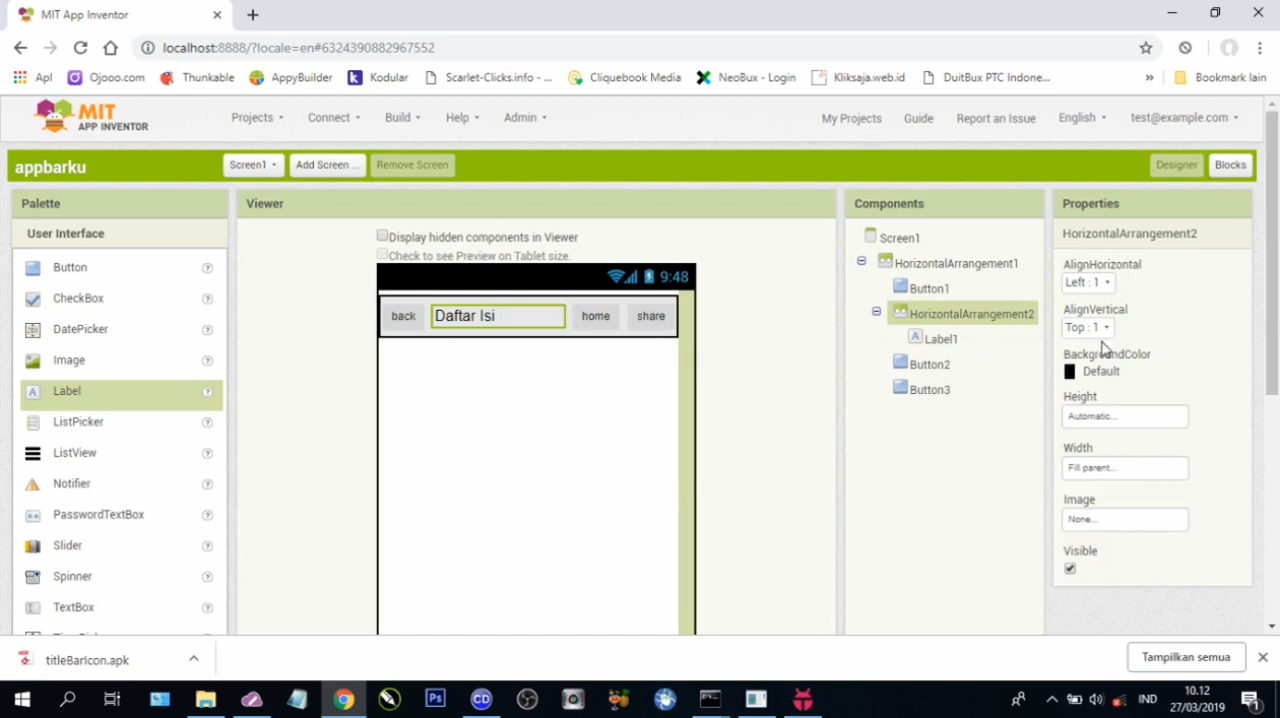 MIT App Inventor
localhost:8888/?locale=en#6324390882967552
Apl
Ojooo.com
Thunkable
AppyBuilder
Kodular
Scarlet-Clicks.info - ...
Cliquebook Media
NeoBux - Login
Kliksaja.web.id
DuitBux PTC Indone...
»
Bookmark lain
MIT
APP INVENTOR
Projects
Connect
Build
Help
Admin
My Projects
Guide
Report an Issue
English
test@example.com
appbarku
Screen1
Add Screen ...
Remove Screen
Designer
Blocks
Palette
User Interface
Button
CheckBox
DatePicker
Image
Label
ListPicker
ListView
Notifier
PasswordTextBox
Slider
Spinner
TextBox
Viewer
Display hidden components in Viewer
Check to see Preview on Tablet size.
9:48
back
Daftar Isi
home
share
Components
Screen1
HorizontalArrangement1
Button1
HorizontalArrangement2
Label1
Button2
Button3
Properties
HorizontalArrangement2
AlignHorizontal
Left : 1
AlignVertical
Top : 1
BackgroundColor
Default
Height
Automatic...
Width
Fill parent...
Image
None...
Visible
titleBarIcon.apk
Tampilkan semua
Ps
CD
IND
10.12
27/03/2019